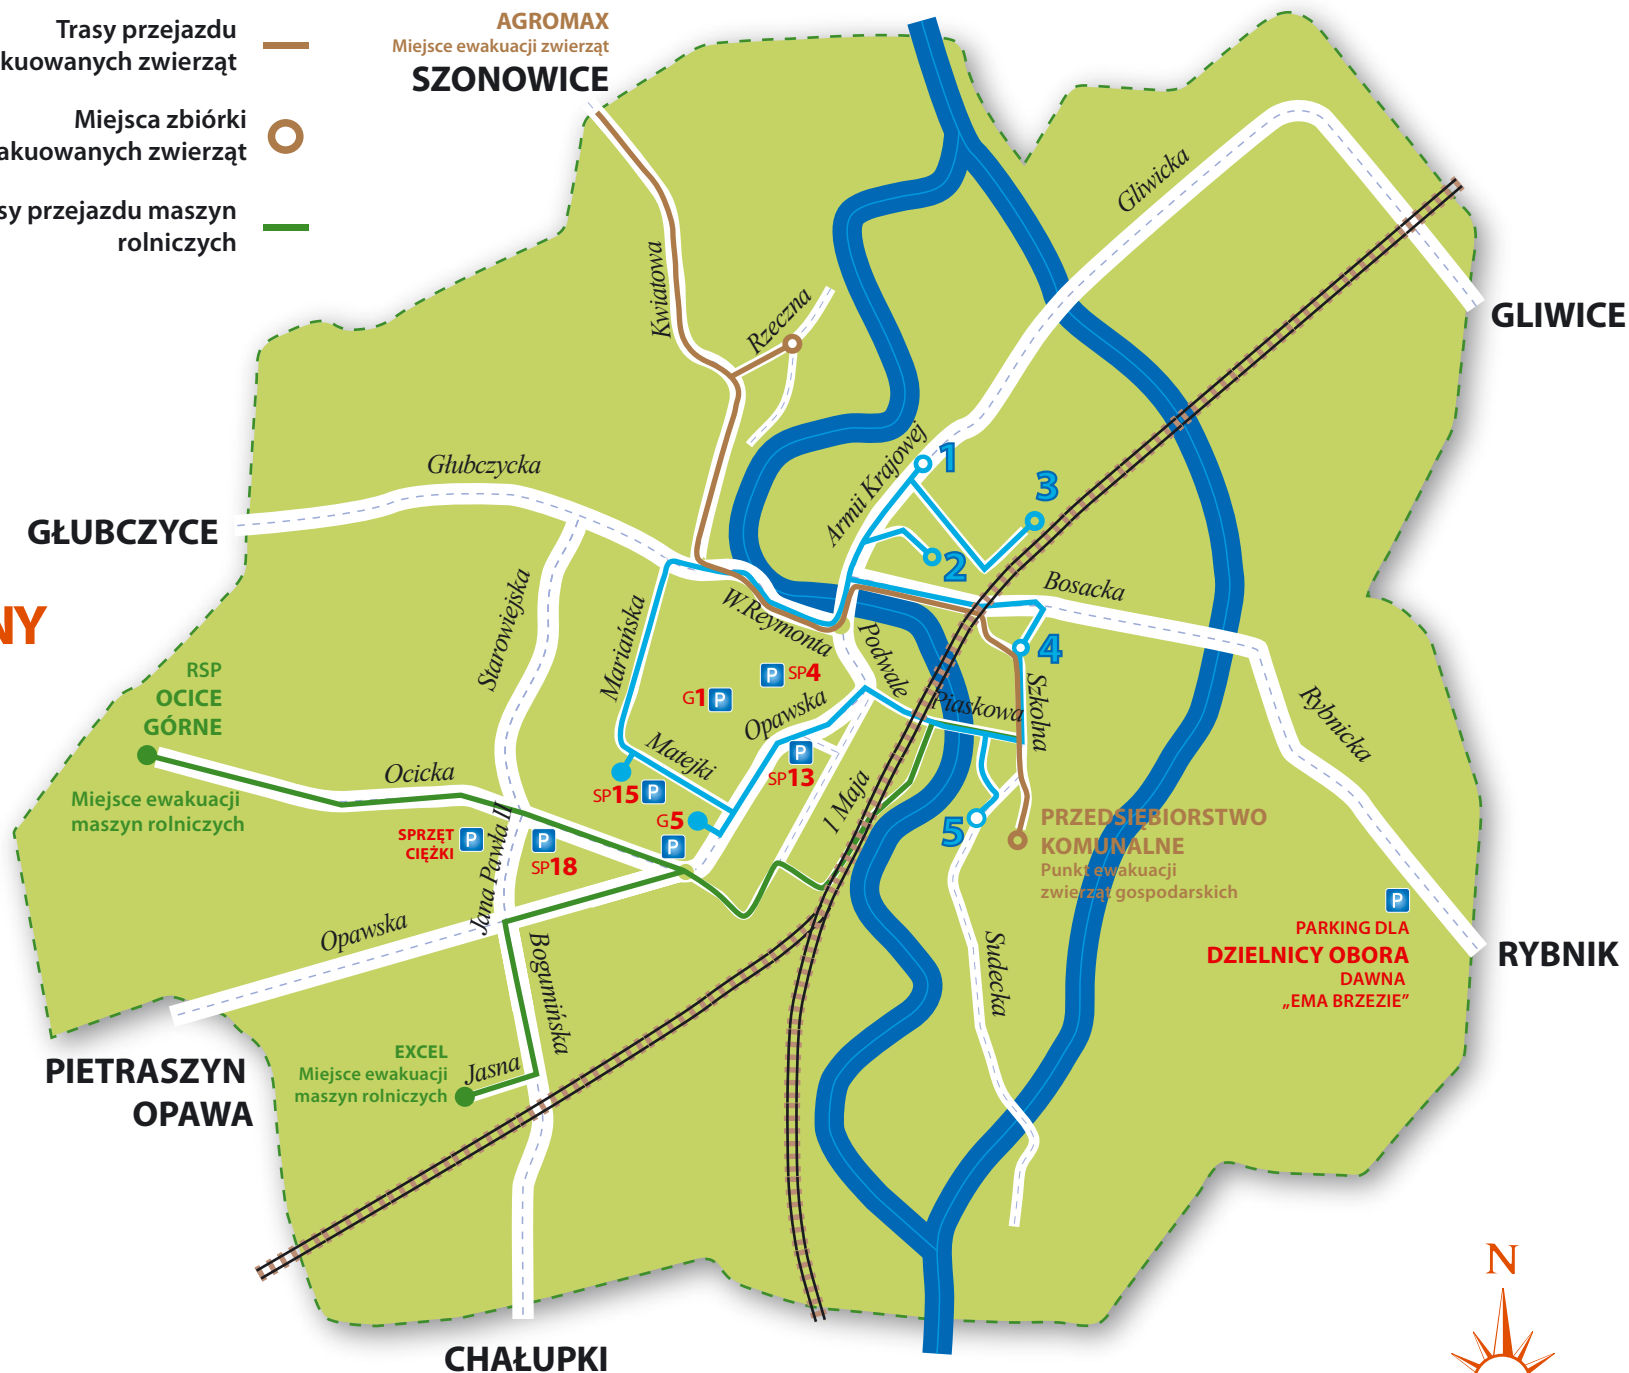 Trasy przejazdu
kuowanych zwierząt
Miejsca zbiórki
akuowanych zwierząt
sy przejazdu maszyn
rolniczych
AGROMAX
Miejsce ewakuacji zwierząt
SZONOWICE
Gliwicka
Kwiatowa
Rzeczna
GLIWICE
Głubczycka
Armii Krajowej
1
3
GŁUBCZYCE
2
Bosacka
NY
Starowiejska
Mariańska
W.Reymonta
Podwale
4
RSP
OCICE
GÓRNE
SP4
G1
P
P
Opawska
Piaskowa
Szkolna
Rybnicka
Matejki
P
SP13
Ocicka
Miejsce ewakuacji
maszyn rolniczych
SP15
P
1 Maja
G5
P
5
PRZEDSIĘBIORSTWO
KOMUNALNE
Punkt ewakuacji
zwierząt gospodarskich
SPRZĘT
CIĘŻKI
P
P
SP18
Jana Pawła II
Opawska
P
PARKING DLA
DZIELNICY OBORA
DAWNA
„EMA BRZEZIE”
RYBNIK
Bogumińska
Sudecka
PIETRASZYN
OPAWA
EXCEL
Miejsce ewakuacji
maszyn rolniczych
Jasna
N
CHAŁUPKI